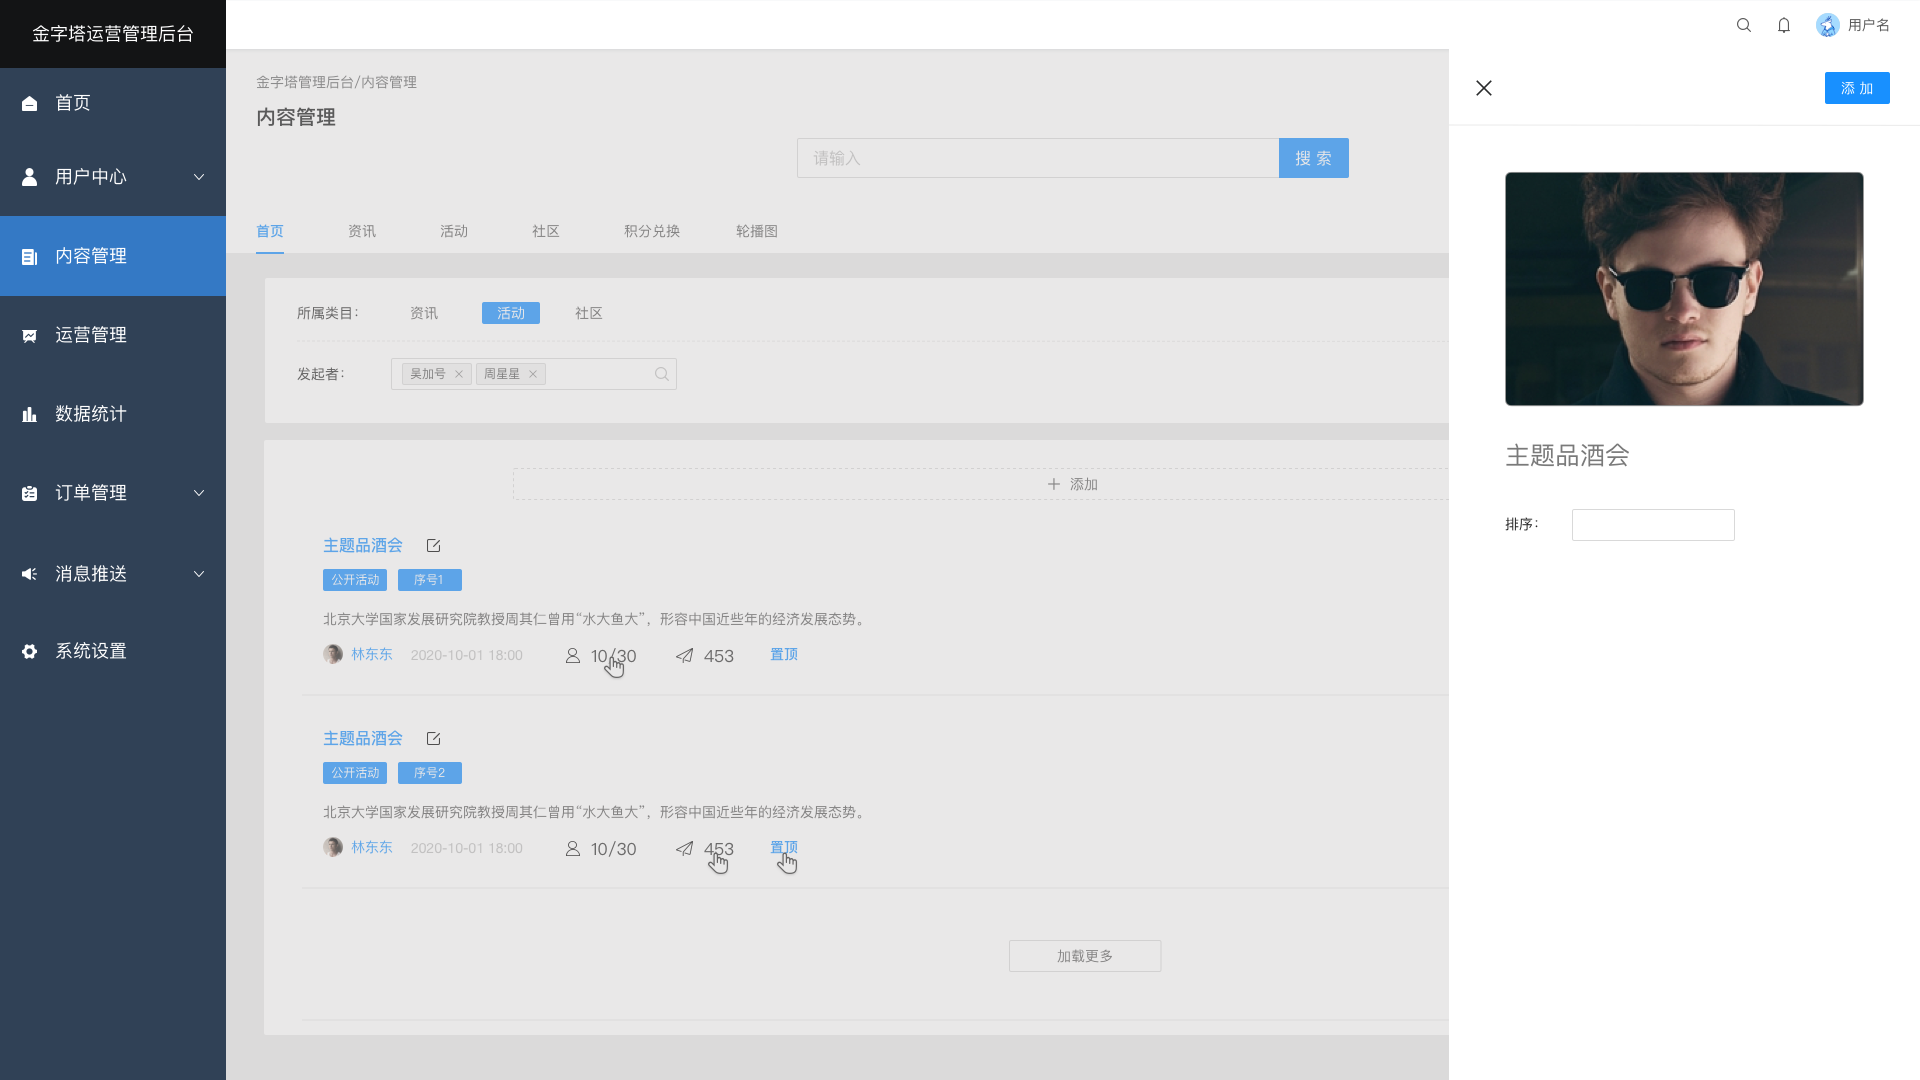 金字塔运营管理后台
用户名
首页
用户中心
内容管理
运营管理
数据统计
订单管理
消息推送
系统设置
金字塔管理后台/内容管理
内容管理
请输入
搜 索
首页 资讯 活动 社区 积分兑换 轮播图
所属类目： 资讯 活动 社区
发起者： 吴加号 周星星
添加
主题品酒会
公开活动 序号1
北京大学国家发展研究院教授周其仁曾用“水大鱼大”，形容中国近些年的经济发展态势。
林东东 2020-10-01 18:00 10/30 453 置顶
主题品酒会
公开活动 序号2
北京大学国家发展研究院教授周其仁曾用“水大鱼大”，形容中国近些年的经济发展态势。
林东东 2020-10-01 18:00 10/30 453 置顶
加载更多
添 加
主题品酒会
排序：